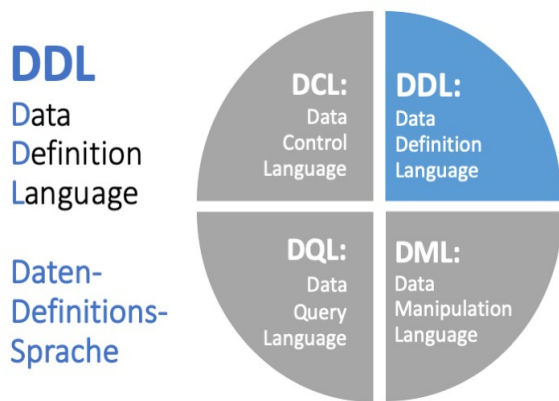 DDL
Data
Definition
Language
Daten-
Definitions-
Sprache
DCL:
Data
Control
Language
DDL:
Data
Definition
Language
DQL:
Data
Query
Language
DML:
Data
Manipulation
Language